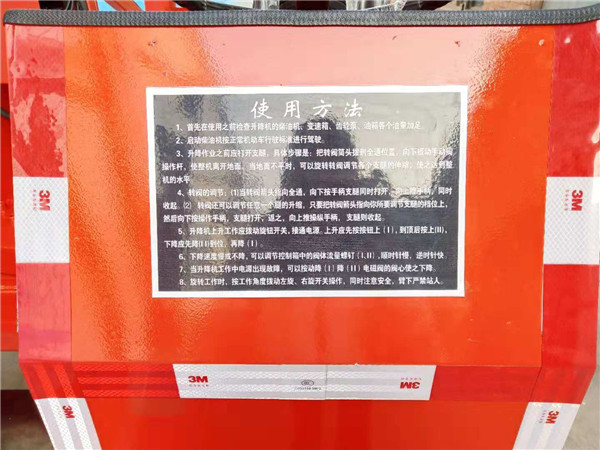 使用方法
1、首先在使用之前检查升降机的柴油机、变速箱、齿轮泵、油箱各个油量油足
2、启动柴油机按正常机动车行驶标准进行驾驶。
3、升降作业之前应打开支腿。具体步骤是：把转阀箭头拨到全通位置，向下搬动手动阀
操作杆，使整机离开地面，当地面不平时，可以旋转转阀调节各个支腿的伸缩，使之达到整
机的水平
4、转阀的调节：⑴当转阀箭头指向全通，向下按手柄支腿同时打开，向上推手柄，同时
收起。⑵ 转阀还可以调节任意一个腿的升缩，只要把转阀箭头指向你所要调节支腿的档位上，
然后向下按操作手柄，支腿打开，返之，向上推操纵手柄， 支腿则收起。
5、升降机上升工作应拨动旋钮开关，接通电源。上升应先按按钮上(Ⅰ)，到顶后按上(Ⅱ)，
下降应先降(Ⅱ)到位，再降(Ⅰ)。
6、下降速度慢或不降，可以调节控制箱中的阀体流量螺钉(Ⅰ、Ⅱ)、顺时针慢，逆时针快
7、当升降机工作中电源出现故障，可以按动降(Ⅰ)降(Ⅱ)电磁阀的阀心使之下降。
8、旋转工作时，按工作角度拨动左旋、右旋开关操作，同时注意安全，臂下严禁站人。
3M
3M
3M
3M
3M
3M